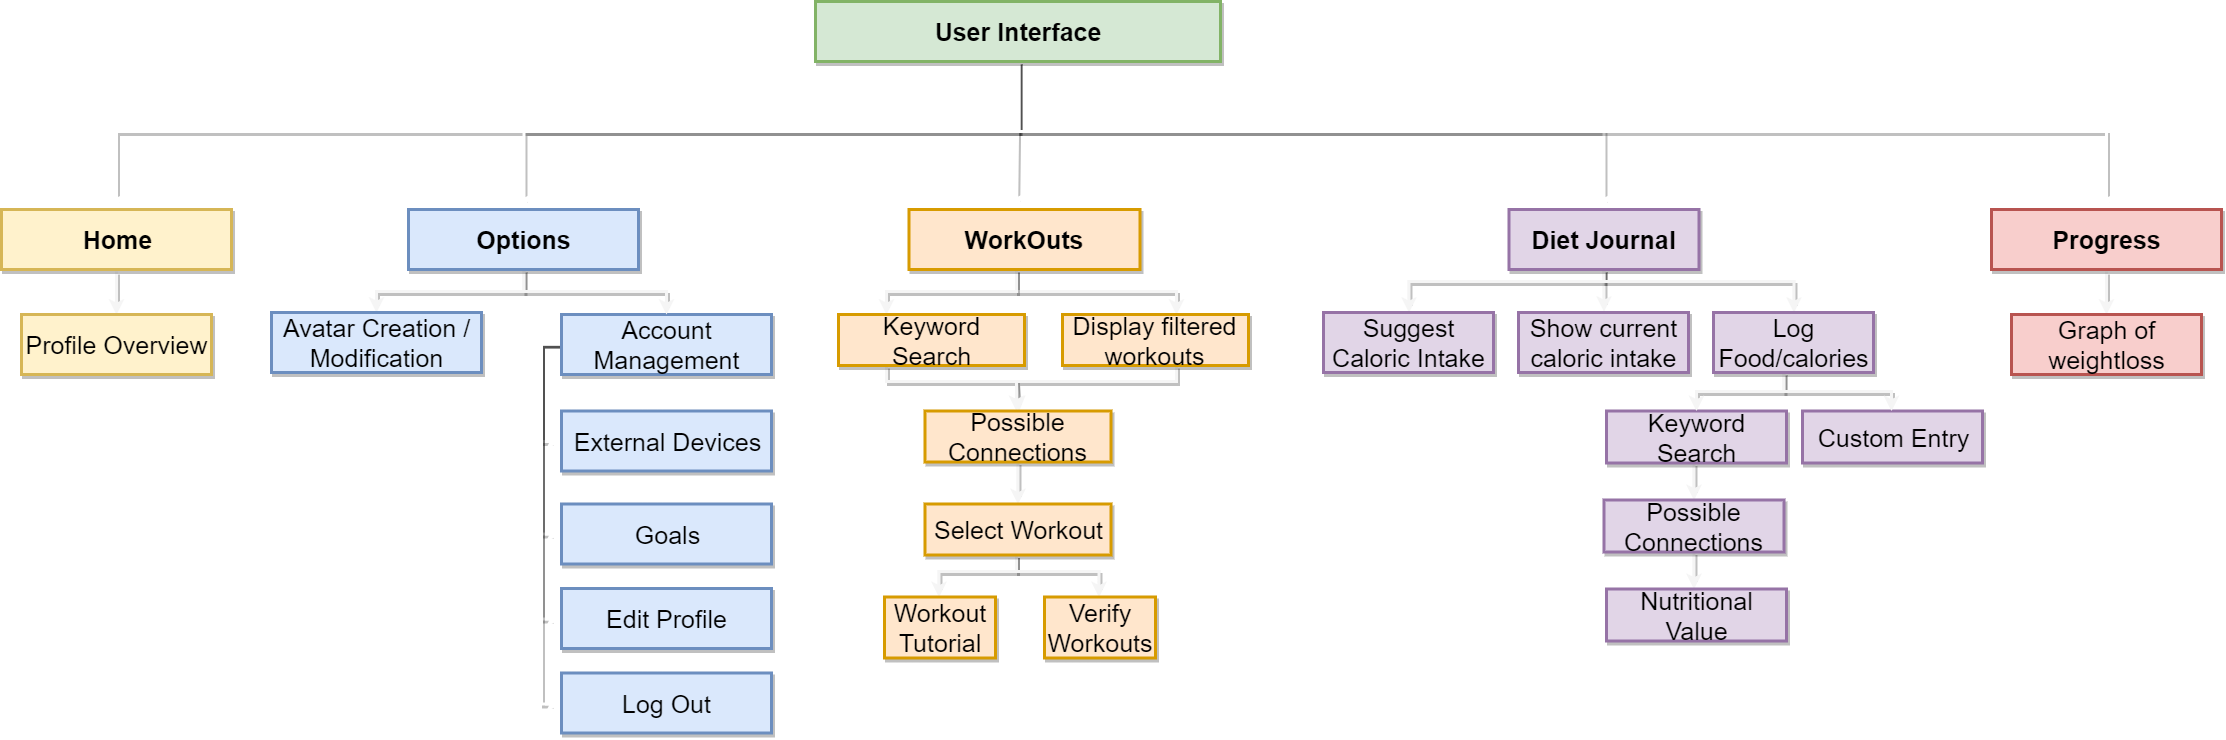 User Interface
Home
Options
WorkOuts
Diet Journal
Progress
Profile Overview
Avatar Creation /
Modification
Account
Management
External Devices
Goals
Edit Profile
Log Out
Keyword
Search
Display filtered
workouts
Possible
Connections
Select Workout
Workout
Tutorial
Verify
Workouts
Suggest
Caloric Intake
Show current
caloric intake
Log
Food/calories
Keyword
Search
Custom Entry
Possible
Connections
Nutritional
Value
Graph of
weightloss